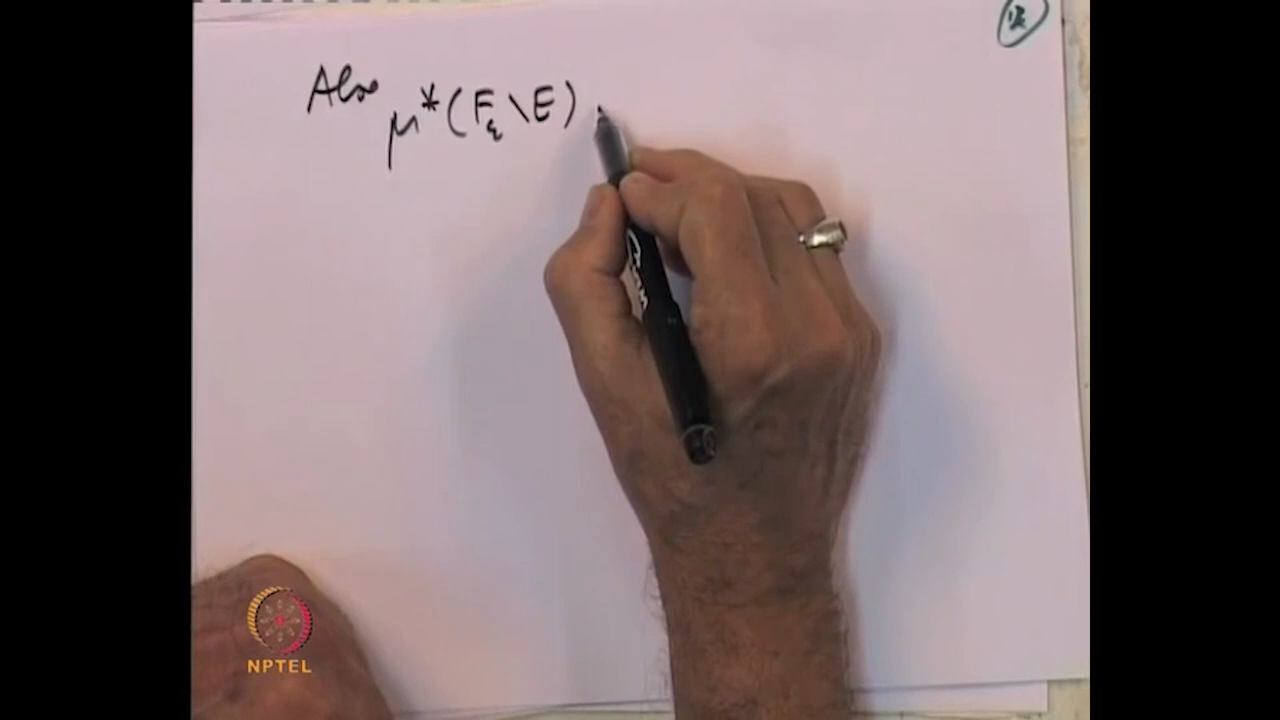 Also μ*(F_ε \ E)
NPTEL